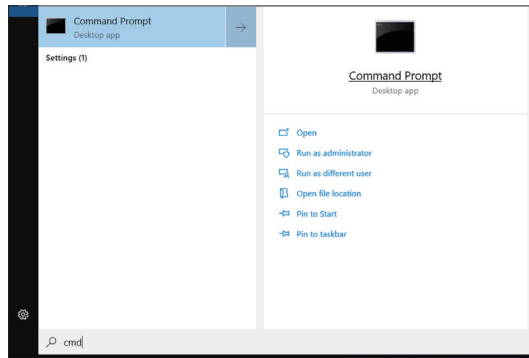 Command Prompt
Desktop app
Settings (1)
Command Prompt
Desktop app
Open
Run as administrator
Run as different user
Open file location
Pin to Start
Pin to taskbar
cmd